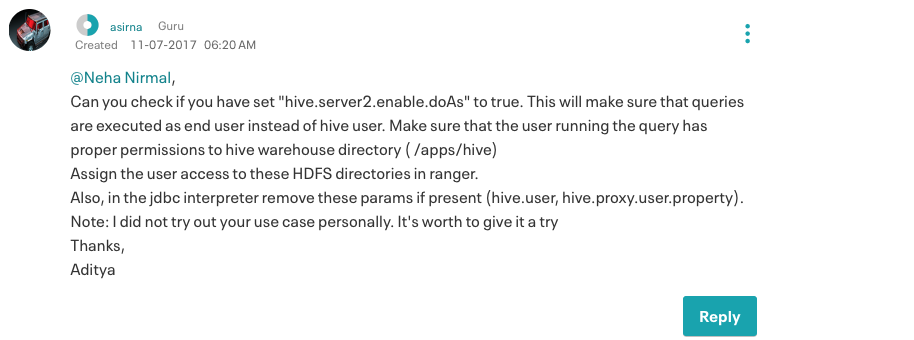 asirna Guru
Created 11-07-2017 06:20 AM
@Neha Nirmal,
Can you check if you have set "hive.server2.enable.doAs" to true. This will make sure that queries
are executed as end user instead of hive user. Make sure that the user running the query has
proper permissions to hive warehouse directory ( /apps/hive)
Assign the user access to these HDFS directories in ranger.
Also, in the jdbc interpreter remove these params if present (hive.user, hive.proxy.user.property).
Note: I did not try out your use case personally. It's worth to give it a try
Thanks,
Aditya
Reply